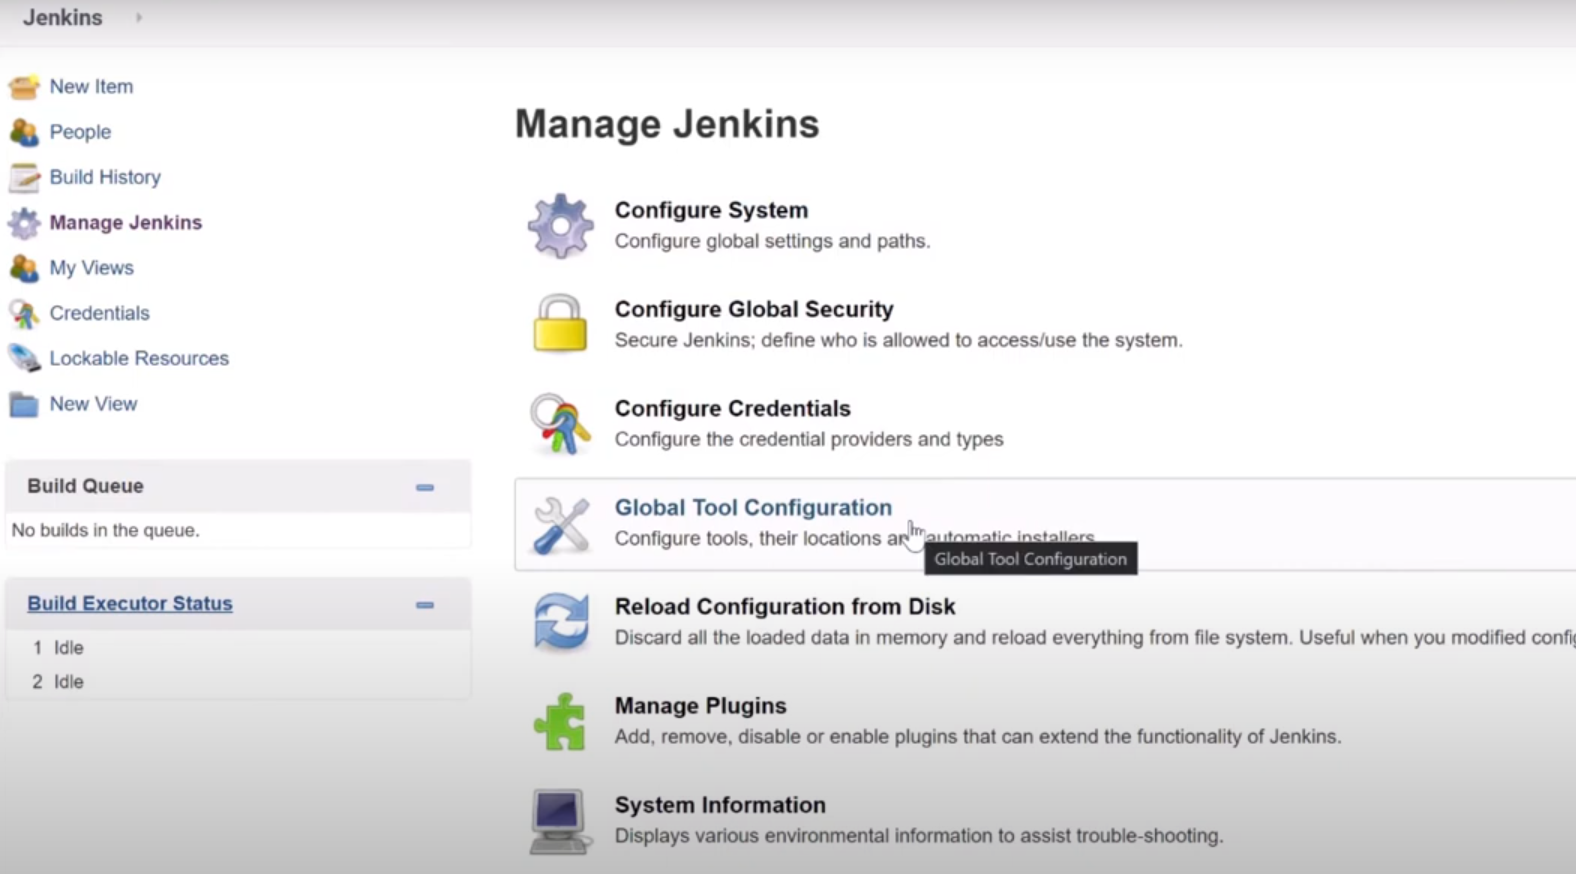 Jenkins
New Item
People
Build History
Manage Jenkins
My Views
Credentials
Lockable Resources
New View
Build Queue
No builds in the queue.
Build Executor Status
1 Idle
2 Idle
Manage Jenkins
Configure System
Configure global settings and paths.
Configure Global Security
Secure Jenkins; define who is allowed to access/use the system.
Configure Credentials
Configure the credential providers and types
Global Tool Configuration
Configure tools, their locations and automatic installers.
Global Tool Configuration
Reload Configuration from Disk
Discard all the loaded data in memory and reload everything from file system. Useful when you modified
Manage Plugins
Add, remove, disable or enable plugins that can extend the functionality of Jenkins.
System Information
Displays various environmental information to assist trouble-shooting.